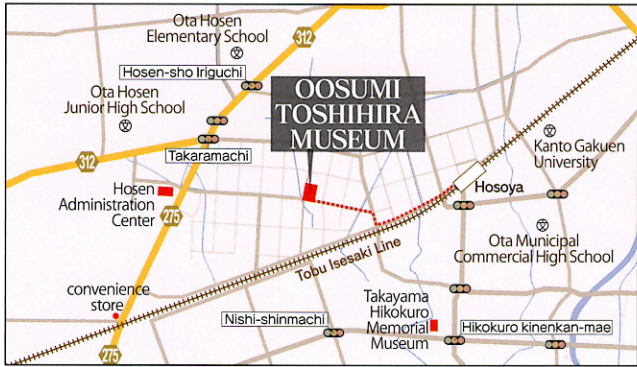 Ota Hosen
Elementary School
312
Hosen-sho Iriguchi
Ota Hosen
Junior High School
OOSUMI
TOSHIHIRA
MUSEUM
Kanto Gakuen
University
Takaramachi
312
Hosen
Administration
Center
275
Hosoya
Ota Municipal
Commercial High School
Tobu Isesaki Line
convenience
store
Takayama
Hikokuro
Memorial
Museum
Nishi-shinmachi
Hikokuro kinenkan-mae
275